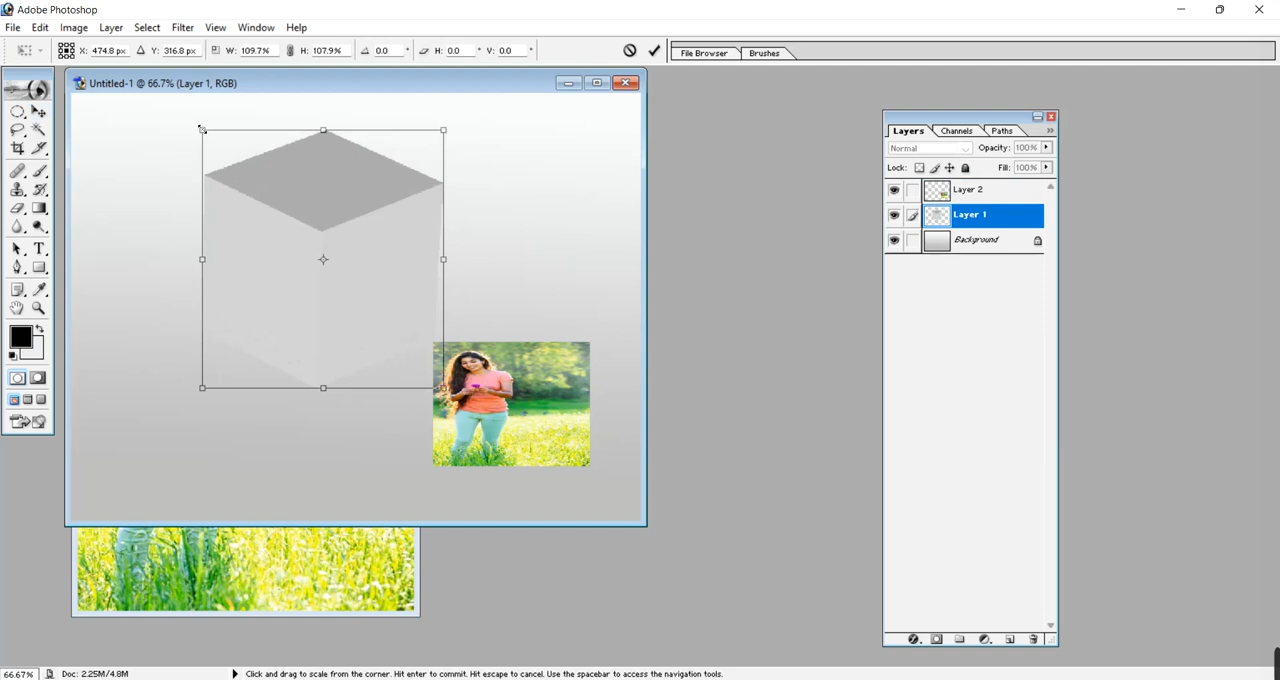 Adobe Photoshop
File Edit Image Layer Select Filter View Window Help
X: 474.8 px Y: 316.8 px W: 109.7% H: 107.9% 0.0 ° H: 0.0 ° V: 0.0 °
File Browser Brushes
Untitled-1 @ 66.7% (Layer 1, RGB)
Layers Channels Paths
Normal Opacity: 100%
Lock: Fill: 100%
Layer 2
Layer 1
Background
66.67% Doc: 2.25M/4.8M Click and drag to scale from the corner. Hit enter to commit. Hit escape to cancel. Use the spacebar to access the navigation tools.